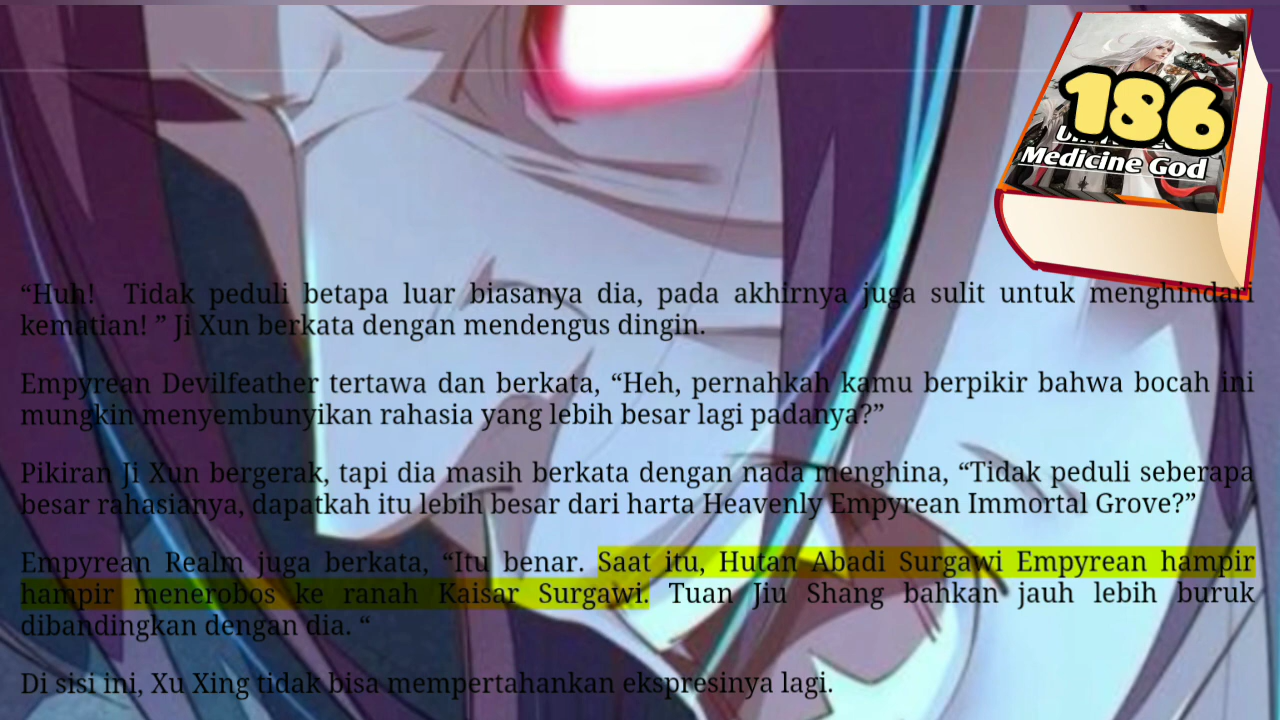 186
Medicine God
“Huh! Tidak peduli betapa luar biasanya dia, pada akhirnya juga sulit untuk menghindari
kematian! ” Ji Xun berkata dengan mendengus dingin.
Empyrean Devilfeather tertawa dan berkata, “Heh, pernahkah kamu berpikir bahwa bocah ini
mungkin menyembunyikan rahasia yang lebih besar lagi padanya?”
Pikiran Ji Xun bergerak, tapi dia masih berkata dengan nada menghina, “Tidak peduli seberapa
besar rahasianya, dapatkah itu lebih besar dari harta Heavenly Empyrean Immortal Grove?”
Empyrean Realm juga berkata, “Itu benar. Saat itu, Hutan Abadi Surgawi Empyrean hampir
hampir menerobos ke ranah Kaisar Surgawi. Tuan Jiu Shang bahkan jauh lebih buruk
dibandingkan dengan dia. “
Di sisi ini, Xu Xing tidak bisa mempertahankan ekspresinya lagi.